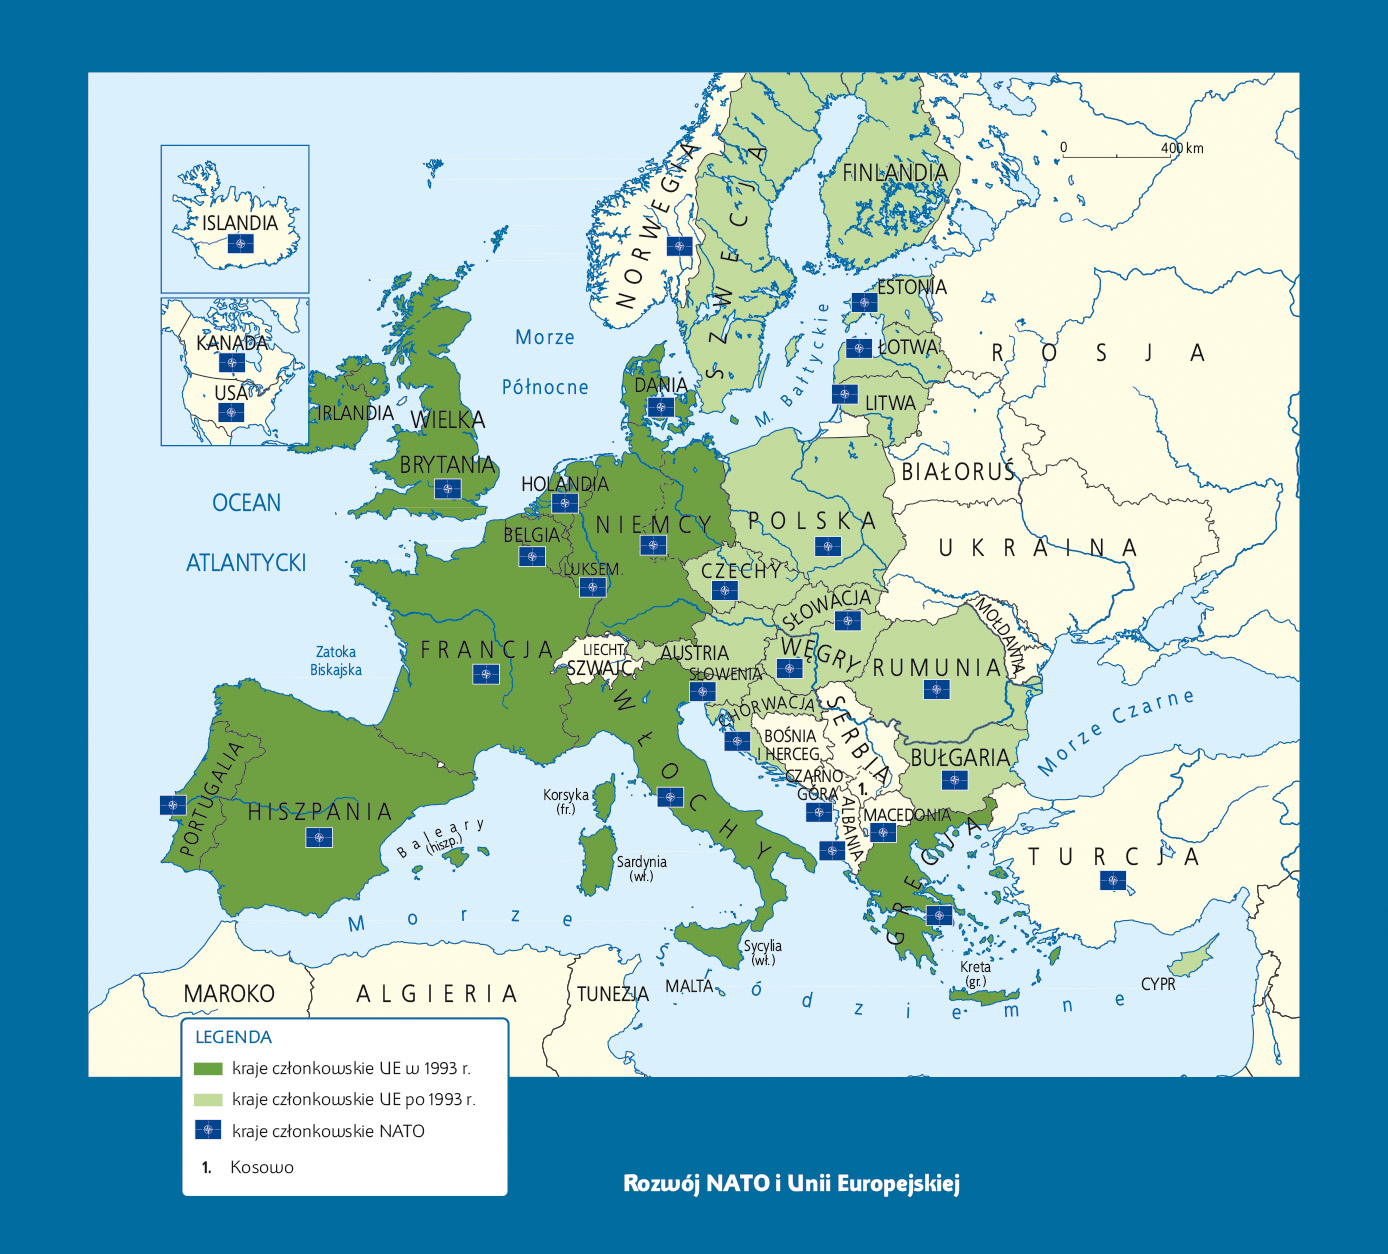 ISLANDIA
KANADA
USA
NORWEGIA
SZWECJA
FINLANDIA
0 400 km
ESTONIA
ŁOTWA
LITWA
M. Bałtyckie
ROSJA
Morze
Północne
DANIA
IRLANDIA
WIELKA
BRYTANIA
HOLANDIA
BELGIA
NIEMCY
LUKSEM.
POLSKA
BIAŁORUŚ
UKRAINA
OCEAN
ATLANTYCKI
CZECHY
SŁOWACJA
MOŁDAWIA
Zatoka
Biskajska
FRANCJA
LIECHT.
SZWAJC.
AUSTRIA
WĘGRY
SŁOWENIA
RUMUNIA
CHORWACJA
WŁOCHY
BOŚNIA
I HERCEG.
SERBIA
CZARNO
GÓRA
1.
BUŁGARIA
Morze Czarne
ALBANIA
MACEDONIA
GRECJA
TURCJA
PORTUGALIA
HISZPANIA
Baleary
(hiszp.)
Korsyka
(fr.)
Sardynia
(wł.)
Sycylia
(wł.)
MALTA
Kreta
(gr.)
CYPR
Morze Śródziemne
MAROKO
ALGIERIA
TUNEZJA
LEGENDA
kraje członkowskie UE w 1993 r.
kraje członkowskie UE po 1993 r.
kraje członkowskie NATO
1. Kosowo
Rozwój NATO i Unii Europejskiej